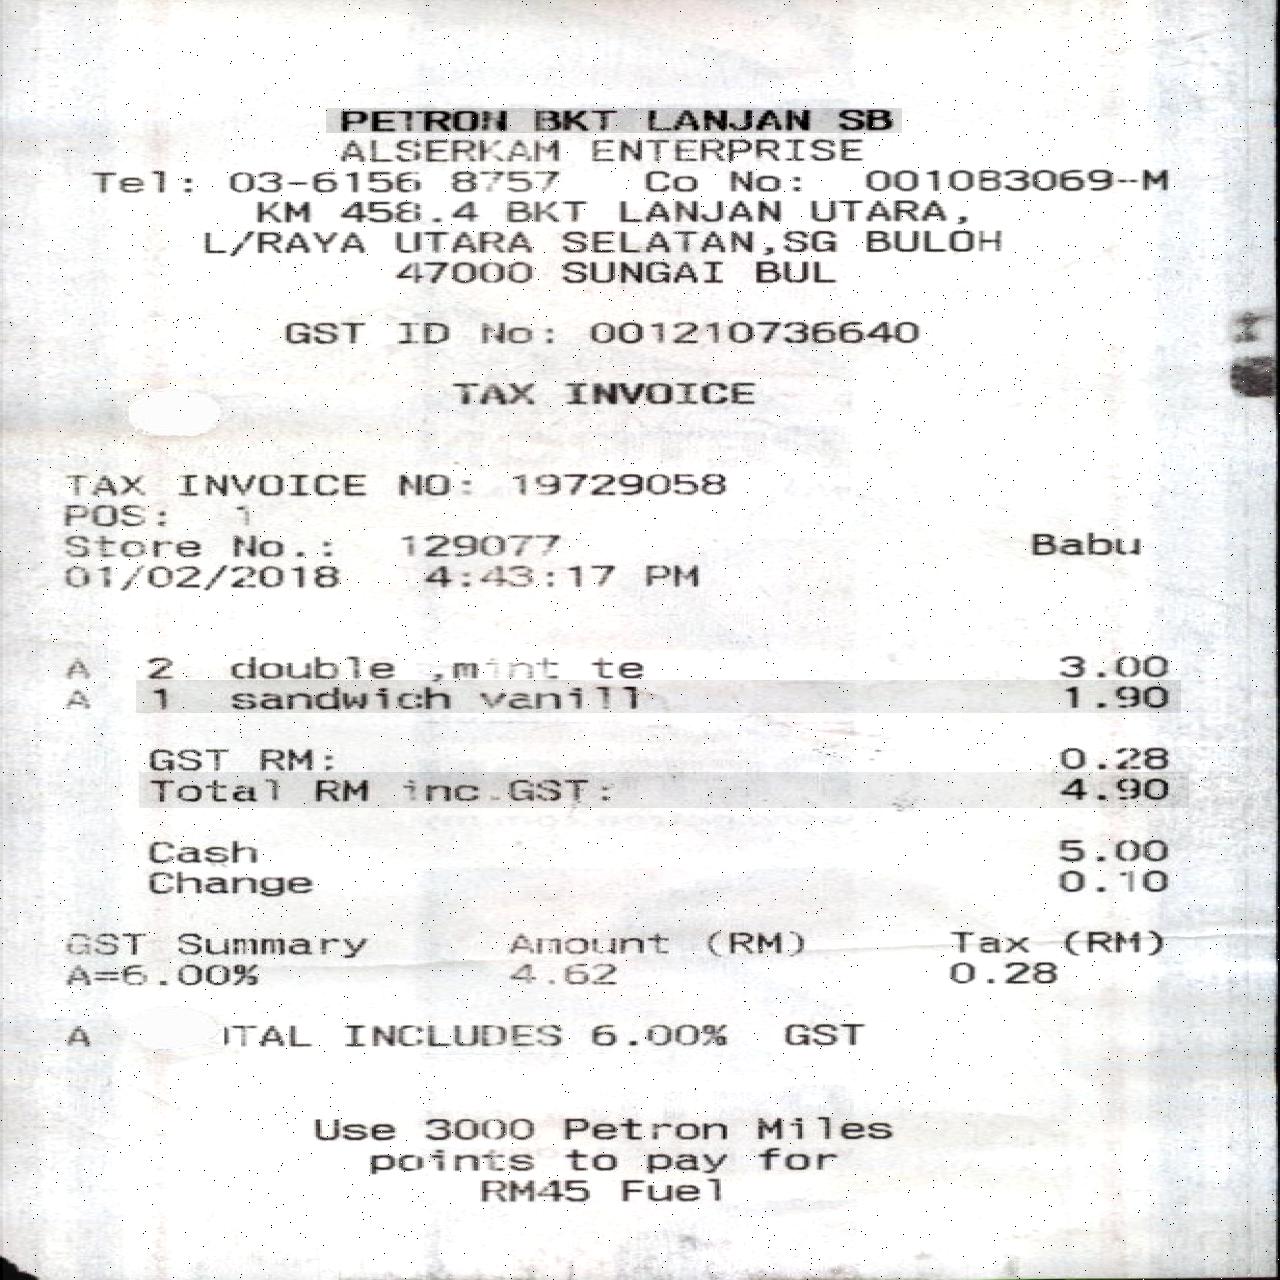 PETRON BKT LANJAN SB
ALSERKAM ENTERPRISE
Tel: 03-6156 8757 Co No: 001083069-M
KM 458.4 BKT LANJAN UTARA,
L/RAYA UTARA SELATAN,SG BULOH
47000 SUNGAI BUL
GST ID No: 001210736640
TAX INVOICE
TAX INVOICE NO: 19729058
POS: 1
Store No.: 129077 Babu
01/02/2018 4:43:17 PM
A 2 double ,mint te 3.00
A 1 sandwich vanill 1.90
GST RM: 0.28
Total RM inc.GST: 4.90
Cash 5.00
Change 0.10
GST Summary Amount (RM) Tax (RM)
A=6.00% 4.62 0.28
A INCLUDES 6.00% GST
Use 3000 Petron Miles
points to pay for
RM45 Fuel